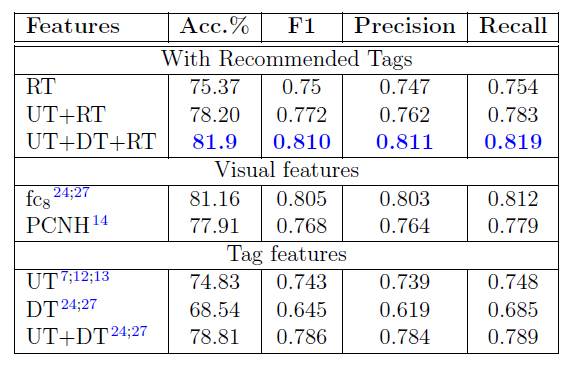 Features Acc.% F1 Precision Recall
With Recommended Tags
RT 75.37 0.75 0.747 0.754
UT+RT 78.20 0.772 0.762 0.783
UT+DT+RT 81.9 0.810 0.811 0.819
Visual features
fc8 24;27 81.16 0.805 0.803 0.812
PCNH 14 77.91 0.768 0.764 0.779
Tag features
UT 7;12;13 74.83 0.743 0.739 0.748
DT 24;27 68.54 0.645 0.619 0.685
UT+DT 24;27 78.81 0.786 0.784 0.789